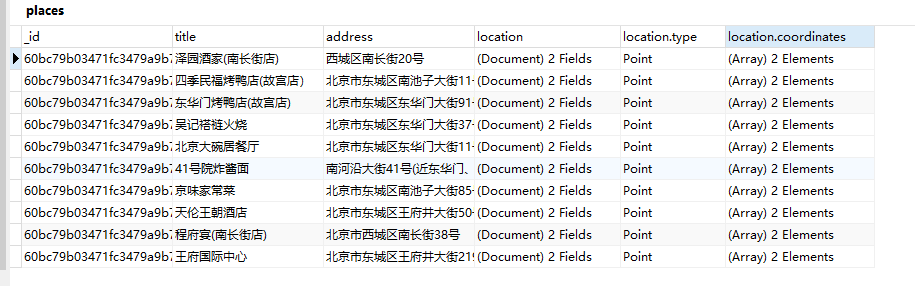 places
_id title address location location.type location.coordinates
60bc79b03471fc3479a9b7 泽园酒家(南长街店) 西城区南长街20号 (Document) 2 Fields Point (Array) 2 Elements
60bc79b03471fc3479a9b7 四季民福烤鸭店(故宫店) 北京市东城区南池子大街11- (Document) 2 Fields Point (Array) 2 Elements
60bc79b03471fc3479a9b7 东华门烤鸭店(故宫店) 北京市东城区东华门大街91- (Document) 2 Fields Point (Array) 2 Elements
60bc79b03471fc3479a9b7 吴记褡裢火烧 北京市东城区东华门大街37- (Document) 2 Fields Point (Array) 2 Elements
60bc79b03471fc3479a9b7 北京大碗居餐厅 北京市东城区东华门大街11- (Document) 2 Fields Point (Array) 2 Elements
60bc79b03471fc3479a9b7 41号院炸酱面 南河沿大街41号(近东华门、 (Document) 2 Fields Point (Array) 2 Elements
60bc79b03471fc3479a9b7 京味家常菜 北京市东城区南池子大街85- (Document) 2 Fields Point (Array) 2 Elements
60bc79b03471fc3479a9b7 天伦王朝酒店 北京市东城区王府井大街50- (Document) 2 Fields Point (Array) 2 Elements
60bc79b03471fc3479a9b7 程府宴(南长街店) 北京市西城区南长街38号 (Document) 2 Fields Point (Array) 2 Elements
60bc79b03471fc3479a9b7 王府国际中心 北京市东城区王府井大街219 (Document) 2 Fields Point (Array) 2 Elements